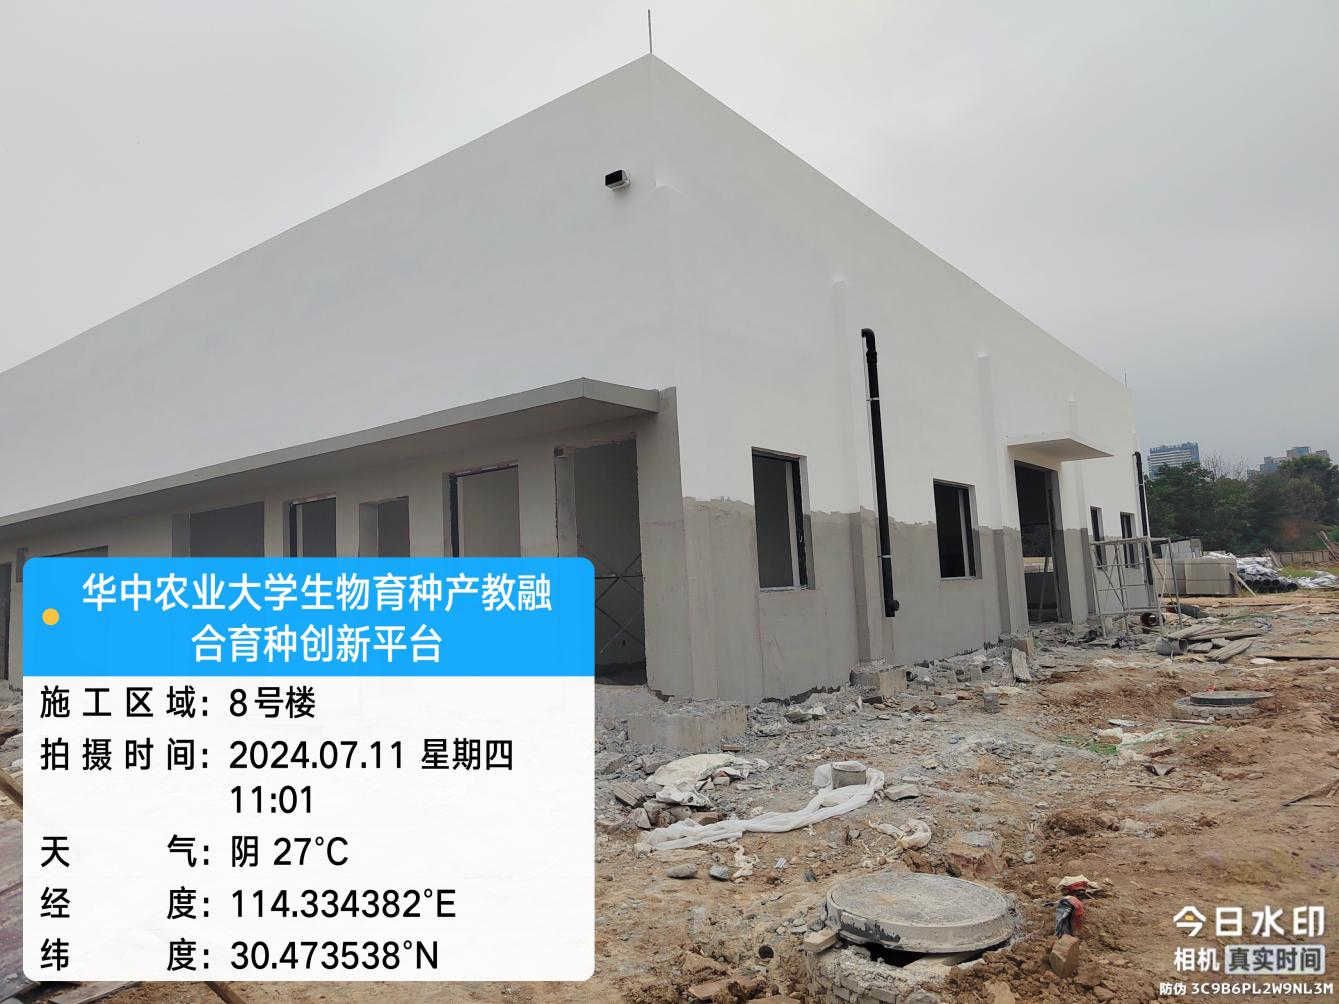 华中农业大学生物育种产教融
合育种创新平台
施工区域：8号楼
拍摄时间：2024.07.11 星期四
11:01
天气：阴 27℃
经度：114.334382°E
纬度：30.473538°N
今日水印
相机 真实时间
防伪 3C9B6PL2W9NL3M